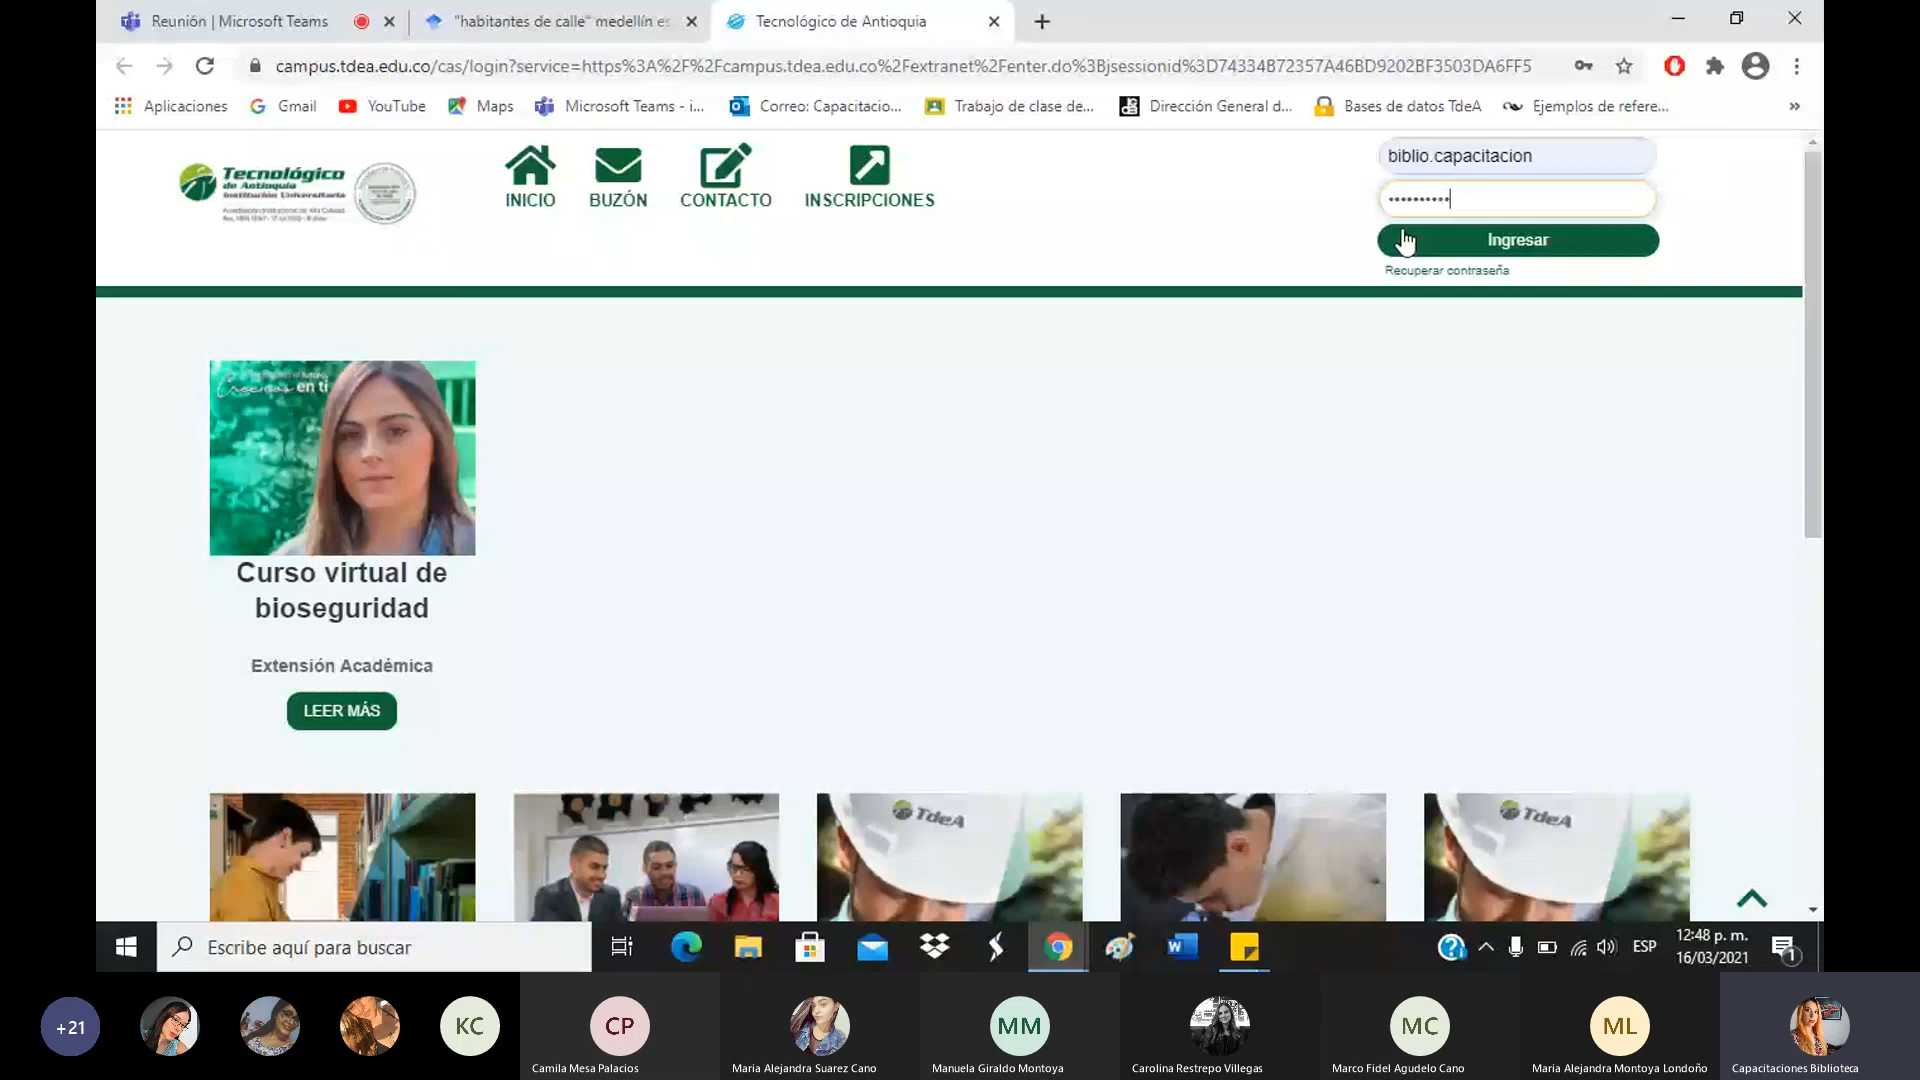 Reunión | Microsoft Teams
"habitantes de calle" medellín es
Tecnológico de Antioquia
campus.tdea.edu.co/cas/login?service=https%3A%2F%2Fcampus.tdea.edu.co%2Fextranet%2Fenter.do%3Bjsessionid%3D74334B72357A46BD9202BF3503DA6FF5
Aplicaciones
Gmail
YouTube
Maps
Microsoft Teams - i...
Correo: Capacitacio...
Trabajo de clase de...
Dirección General d...
Bases de datos TdeA
Ejemplos de refere...
»
Tecnológico
de Antioquia
Institución Universitaria
INICIO
BUZÓN
CONTACTO
INSCRIPCIONES
biblio.capacitacion
••••••••••
Ingresar
Recuperar contraseña
Creemos en ti
Curso virtual de
bioseguridad
Extensión Académica
LEER MÁS
TdeA
TdeA
Escribe aquí para buscar
ESP
12:48 p. m.
16/03/2021
1
+21
KC
CP
MM
MC
ML
Camila Mesa Palacios
Maria Alejandra Suarez Cano
Manuela Giraldo Montoya
Carolina Restrepo Villegas
Marco Fidel Agudelo Cano
Maria Alejandra Montoya Londoño
Capacitaciones Biblioteca